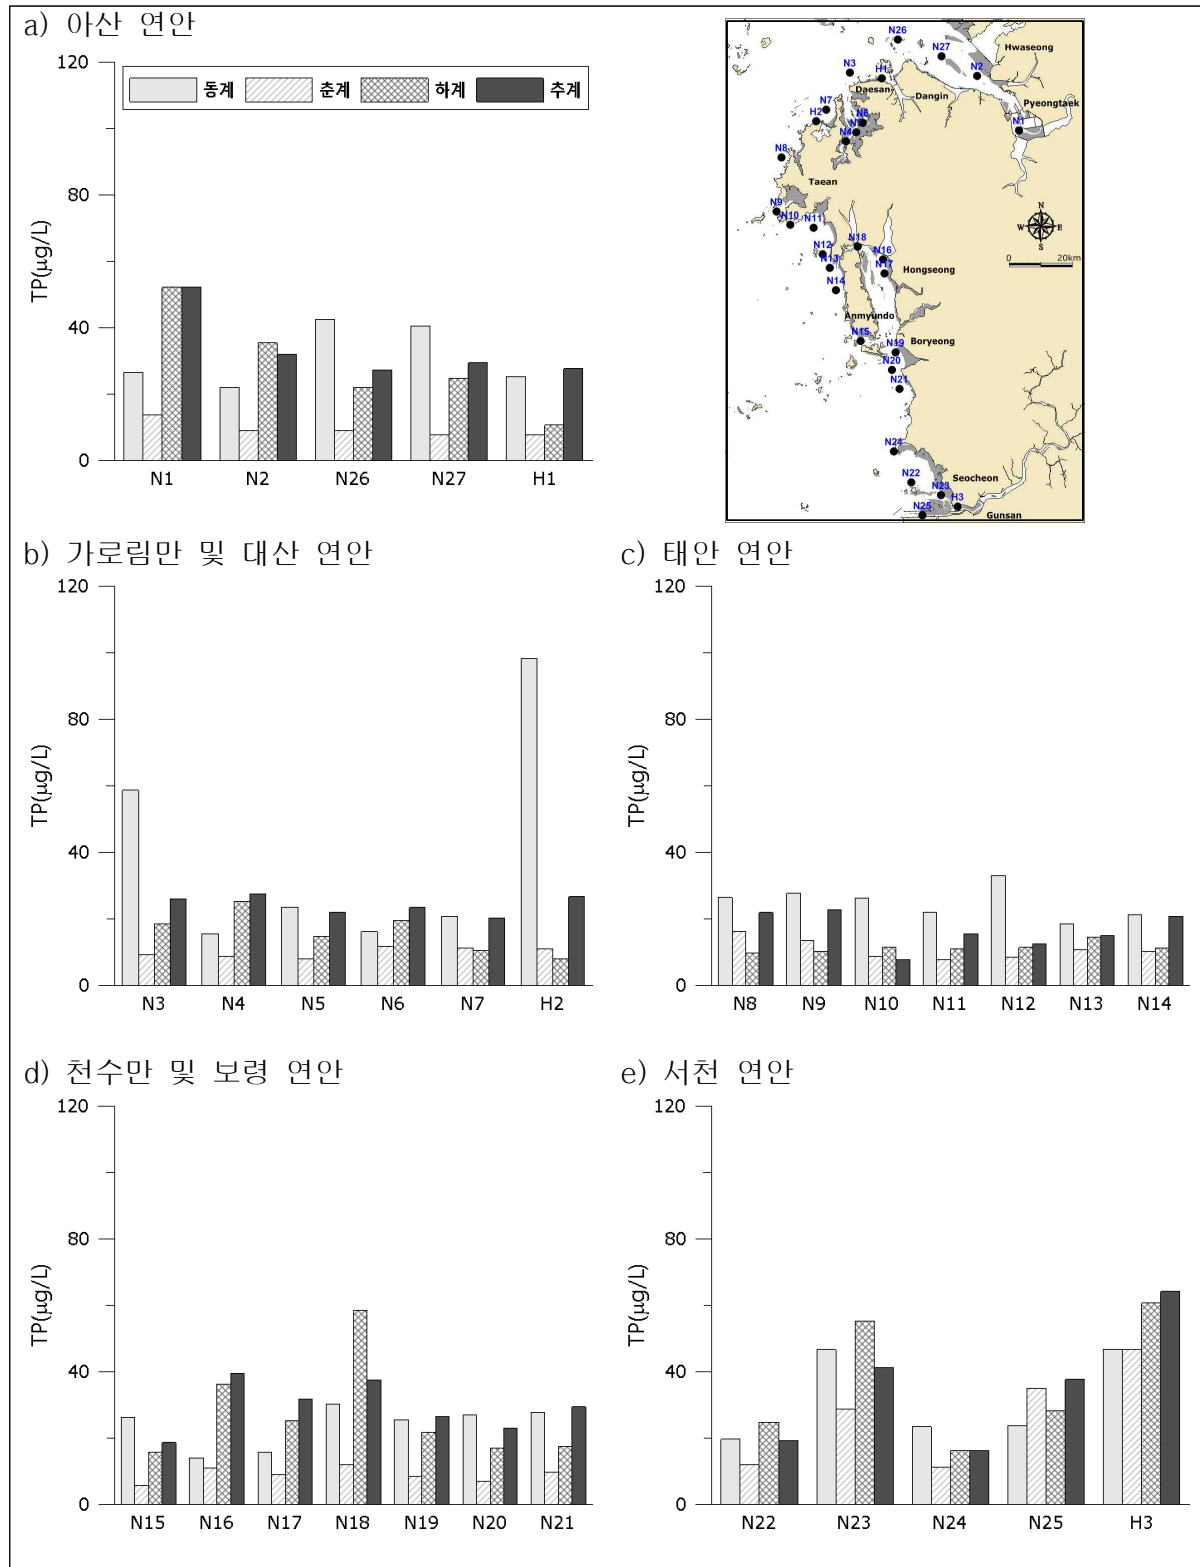 a) 아산 연안
120
80
40
0
TP(μg/L)
동계 춘계 하계 추계
N1 N2 N26 N27 H1
N26
N27
Hwaseong
N3
H1
N2
Daesan
Dangin
Pyeongtaek
N7
H2
N6
N1
N4
N8
Taean
N9
N10
N11
N
W E
S
N18
N12
N16
N13
N17
Hongseong
0 20km
N14
Anmyundo
N15
Boryeong
N19
N20
N21
N24
N22
Seocheon
N23
H3
N25
Gunsan
b) 가로림만 및 대산 연안
120
80
40
0
TP(μg/L)
N3 N4 N5 N6 N7 H2
c) 태안 연안
120
80
40
0
TP(μg/L)
N8 N9 N10 N11 N12 N13 N14
d) 천수만 및 보령 연안
120
80
40
0
TP(μg/L)
N15 N16 N17 N18 N19 N20 N21
e) 서천 연안
120
80
40
0
TP(μg/L)
N22 N23 N24 N25 H3